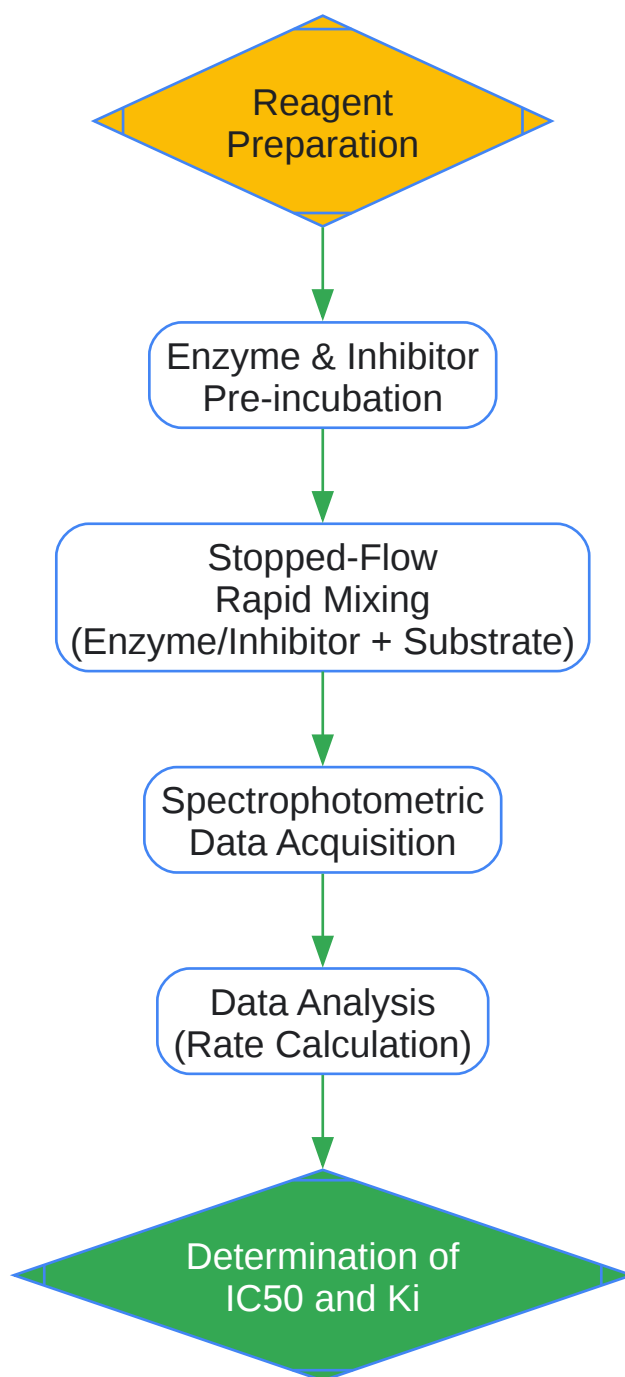 Reagent
Preparation
Enzyme & Inhibitor
Pre-incubation
Stopped-Flow
Rapid Mixing
(Enzyme/Inhibitor + Substrate)
Spectrophotometric
Data Acquisition
Data Analysis
(Rate Calculation)
Determination of
IC50 and Ki